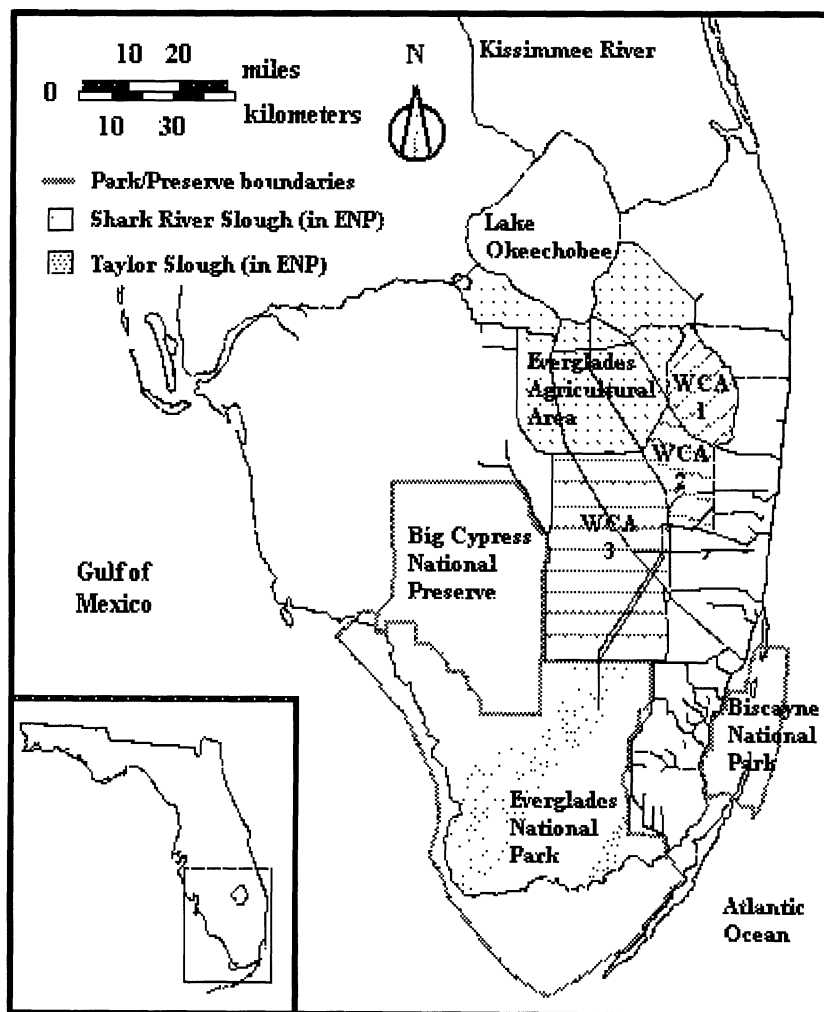 10 20
miles
0
kilometers
10 30
N
Kissimmee River
Park/Preserve boundaries
Shark River Slough (in ENP)
Taylor Slough (in ENP)
Lake
Okeechobee
Everglades
Agricultural
Area
WCA
1
WCA
2
WCA
3
Big Cypress
National
Preserve
Gulf of
Mexico
Biscayne
National
Park
Everglades
National
Park
Atlantic
Ocean